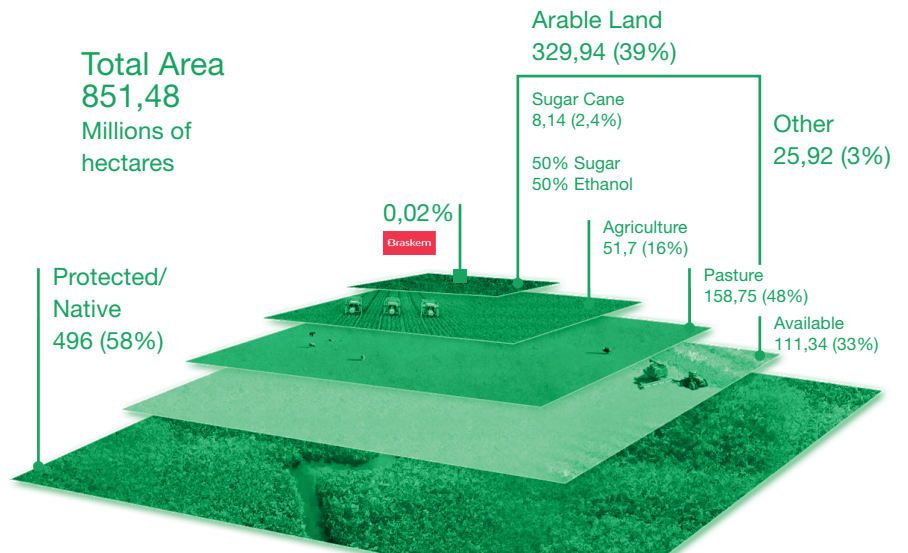 Total Area
851,48
Millions of
hectares
Arable Land
329,94 (39%)
Sugar Cane
8,14 (2,4%)
50% Sugar
50% Ethanol
Other
25,92 (3%)
0,02%
Braskem
Agriculture
51,7 (16%)
Protected/
Native
496 (58%)
Pasture
158,75 (48%)
Available
111,34 (33%)